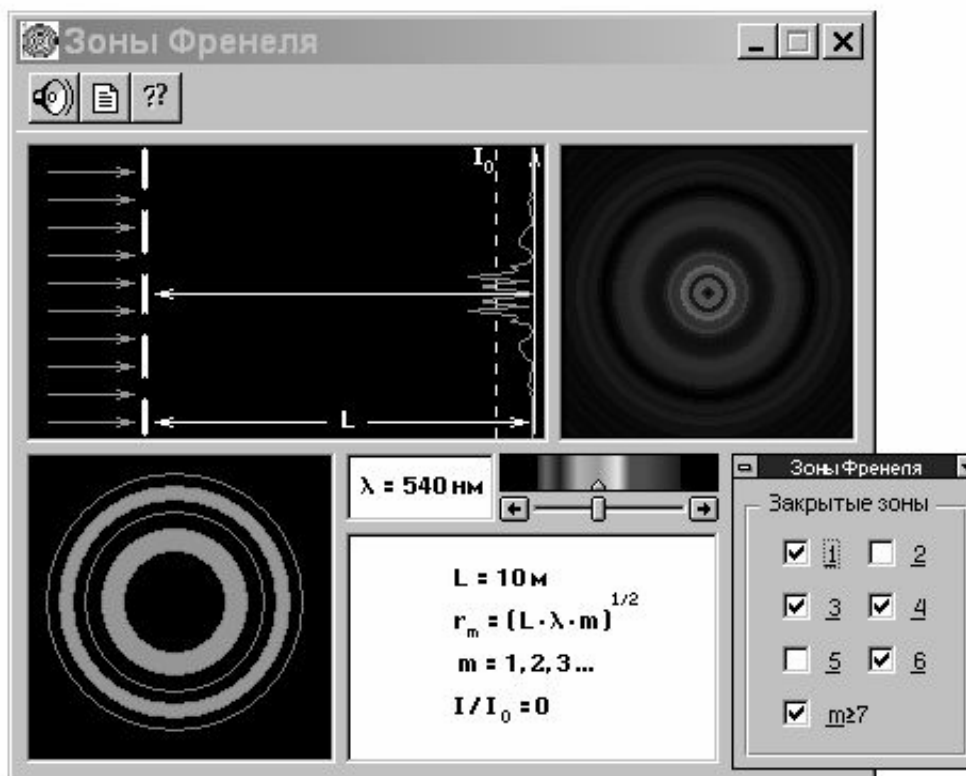 Зоны Френеля
??
I₀
L
λ = 540 нм
L = 10 м
rₘ = (L · λ · m)^1/2
m = 1, 2, 3 ...
I / I₀ = 0
Зоны Френеля
Закрытые зоны
1 2
3 4
5 6
m≥7